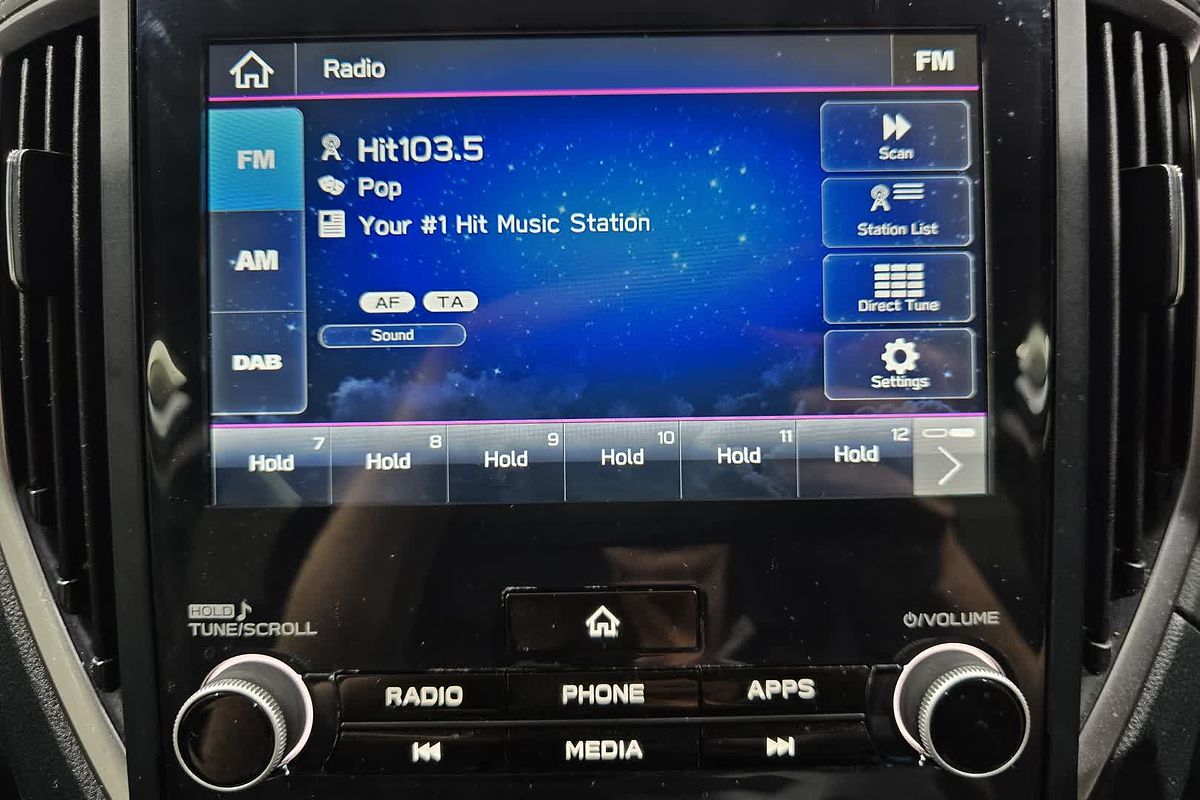 Radio
FM
FM
AM
DAB
Hit103.5
Pop
Your #1 Hit Music Station
AF TA
Sound
Scan
Station List
Direct Tune
Settings
7 8 9 10 11 12
Hold Hold Hold Hold Hold Hold
HOLD
TUNE/SCROLL
/VOLUME
RADIO PHONE APPS
MEDIA